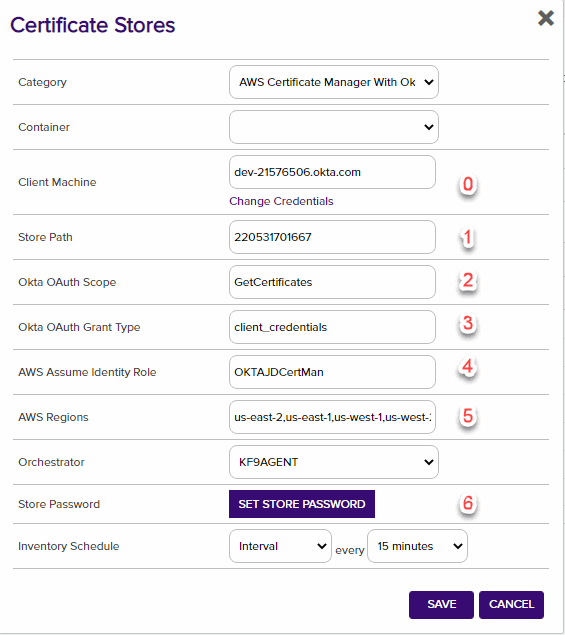 Certificate Stores
Category AWS Certificate Manager With Ok
Container
Client Machine dev-21576506.okta.com 0
Change Credentials
Store Path 220531701667 1
Okta OAuth Scope GetCertificates 2
Okta OAuth Grant Type client_credentials 3
AWS Assume Identity Role OKTAJDCertMan 4
AWS Regions us-east-2,us-east-1,us-west-1,us-west- 5
Orchestrator KF9AGENT
Store Password SET STORE PASSWORD 6
Inventory Schedule Interval every 15 minutes
SAVE CANCEL